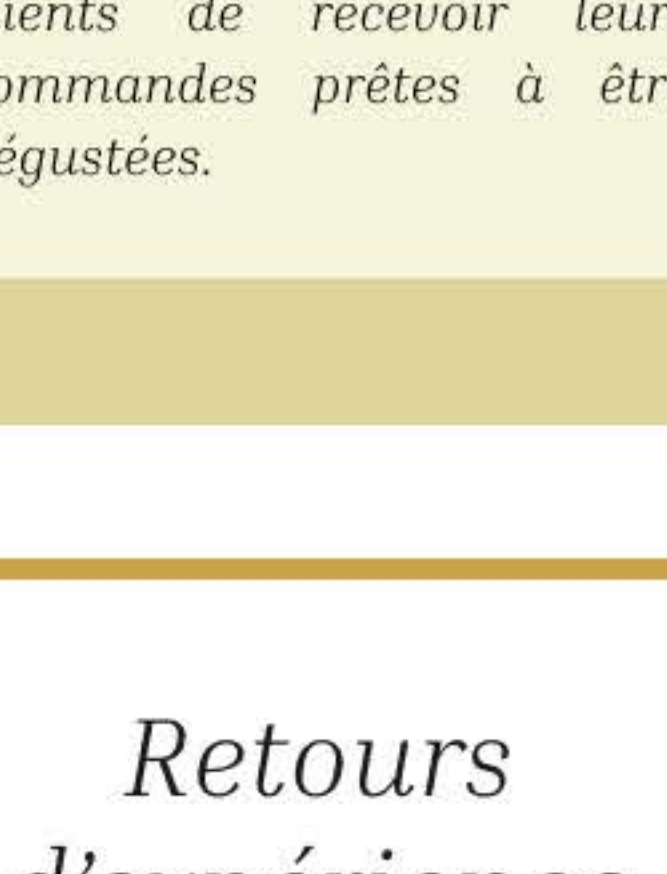 ients de recevoir leur
ommandes prêtes à êtr
égustées.
Retours